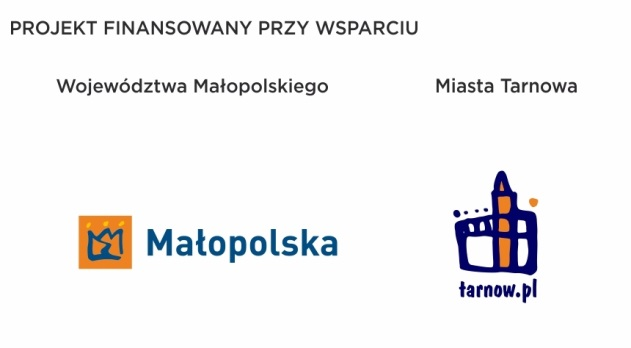 PROJEKT FINANSOWANY PRZY WSPARCIU
Województwa Małopolskiego
Miasta Tarnowa
Małopolska
tarnow.pl